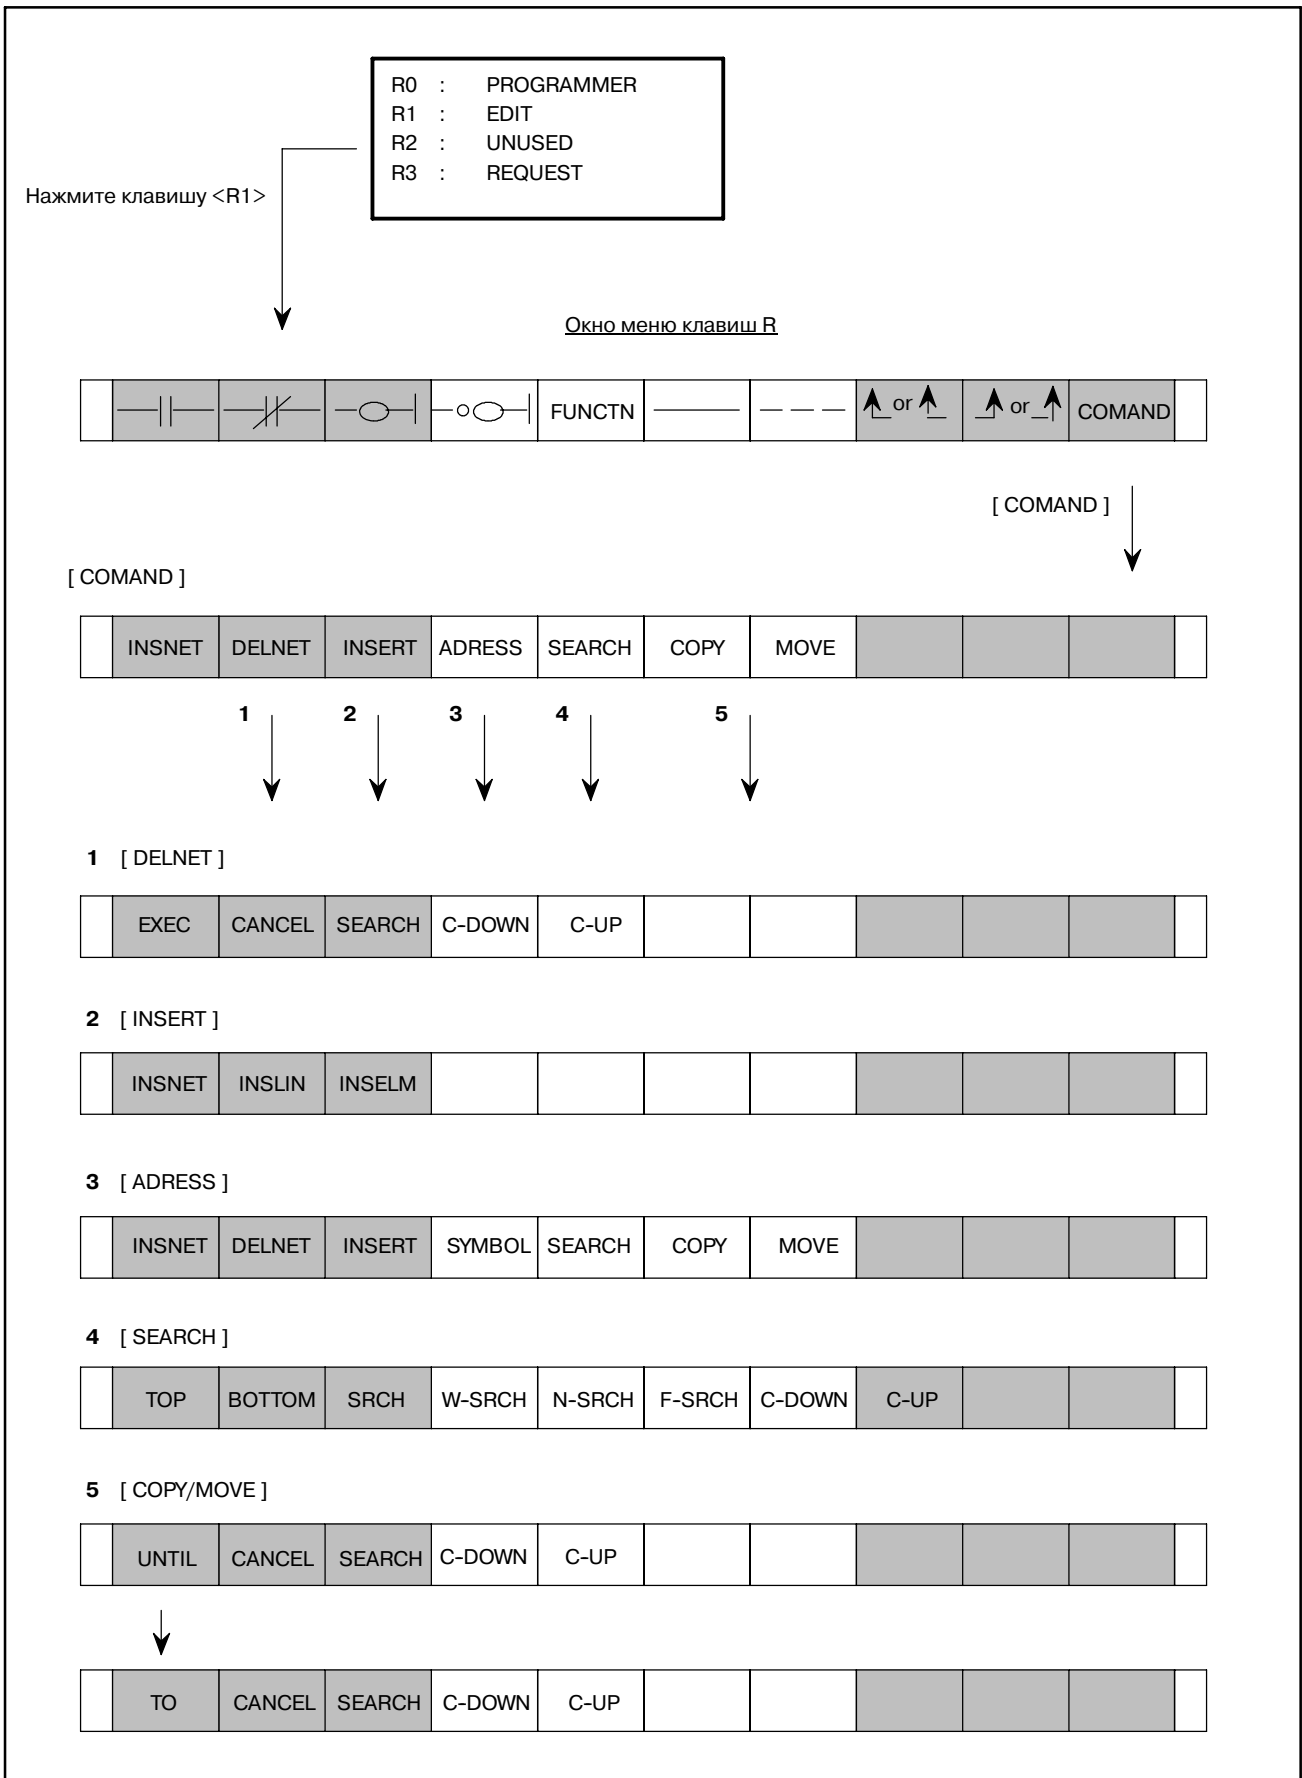 R0 : PROGRAMMER
R1 : EDIT
R2 : UNUSED
R3 : REQUEST
Нажмите клавишу <R1>
Окно меню клавиш R
FUNCTN or or COMAND
[ COMAND ]
[ COMAND ]
INSNET DELNET INSERT ADRESS SEARCH COPY MOVE
1 2 3 4 5
1 [ DELNET ]
EXEC CANCEL SEARCH C-DOWN C-UP
2 [ INSERT ]
INSNET INSLIN INSELM
3 [ ADRESS ]
INSNET DELNET INSERT SYMBOL SEARCH COPY MOVE
4 [ SEARCH ]
TOP BOTTOM SRCH W-SRCH N-SRCH F-SRCH C-DOWN C-UP
5 [ COPY/MOVE ]
UNTIL CANCEL SEARCH C-DOWN C-UP
TO CANCEL SEARCH C-DOWN C-UP